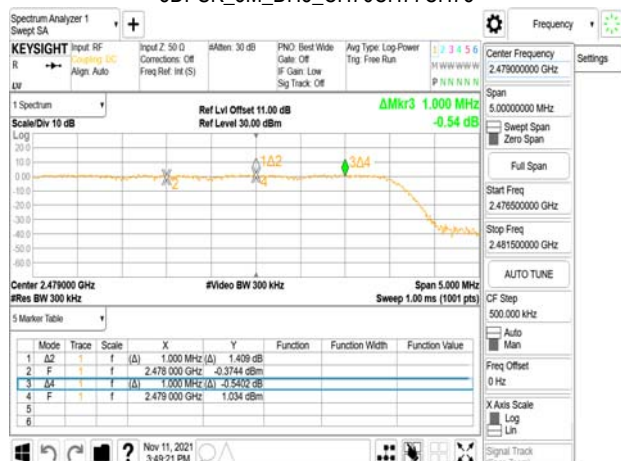 Spectrum Analyzer 1
Swept SA
Frequency
KEYSIGHT
Input: RF
Coupling: DC
Align: Auto
Input Z: 50 Ω
Corrections: Off
Freq Ref: Int (S)
#Atten: 30 dB
PNO: Best Wide
Gate: Off
IF Gain: Low
Sig Track: Off
Avg Type: Log-Power
Trig: Free Run
1 2 3 4 5 6
M W W W W W
P N N N N N
R
LXI
Center Frequency
2.479000000 GHz
Settings
1 Spectrum
Scale/Div 10 dB
Ref Lvl Offset 11.00 dB
Ref Level 30.00 dBm
ΔMkr3 1.000 MHz
-0.54 dB
Span
5.00000000 MHz
Swept Span
Zero Span
Log
20.0
10.0
0.00
-10.0
-20.0
-30.0
-40.0
-50.0
-60.0
1Δ2
2
4
3Δ4
Full Span
Start Freq
2.476500000 GHz
Stop Freq
2.481500000 GHz
AUTO TUNE
Center 2.479000 GHz
#Res BW 300 kHz
#Video BW 300 kHz
Span 5.000 MHz
Sweep 1.00 ms (1001 pts)
CF Step
500.000 kHz
Auto
Man
5 Marker Table
Mode Trace Scale X Y Function Function Width Function Value
1 Δ2 1 f (Δ) 1.000 MHz (Δ) 1.409 dB
2 F 1 f 2.478 000 GHz -0.3744 dBm
3 Δ4 1 f (Δ) 1.000 MHz (Δ) -0.5402 dB
4 F 1 f 2.479 000 GHz 1.034 dBm
5
6
Freq Offset
0 Hz
X Axis Scale
Log
Lin
Signal Track
?
Nov 11, 2021
3:49:21 PM